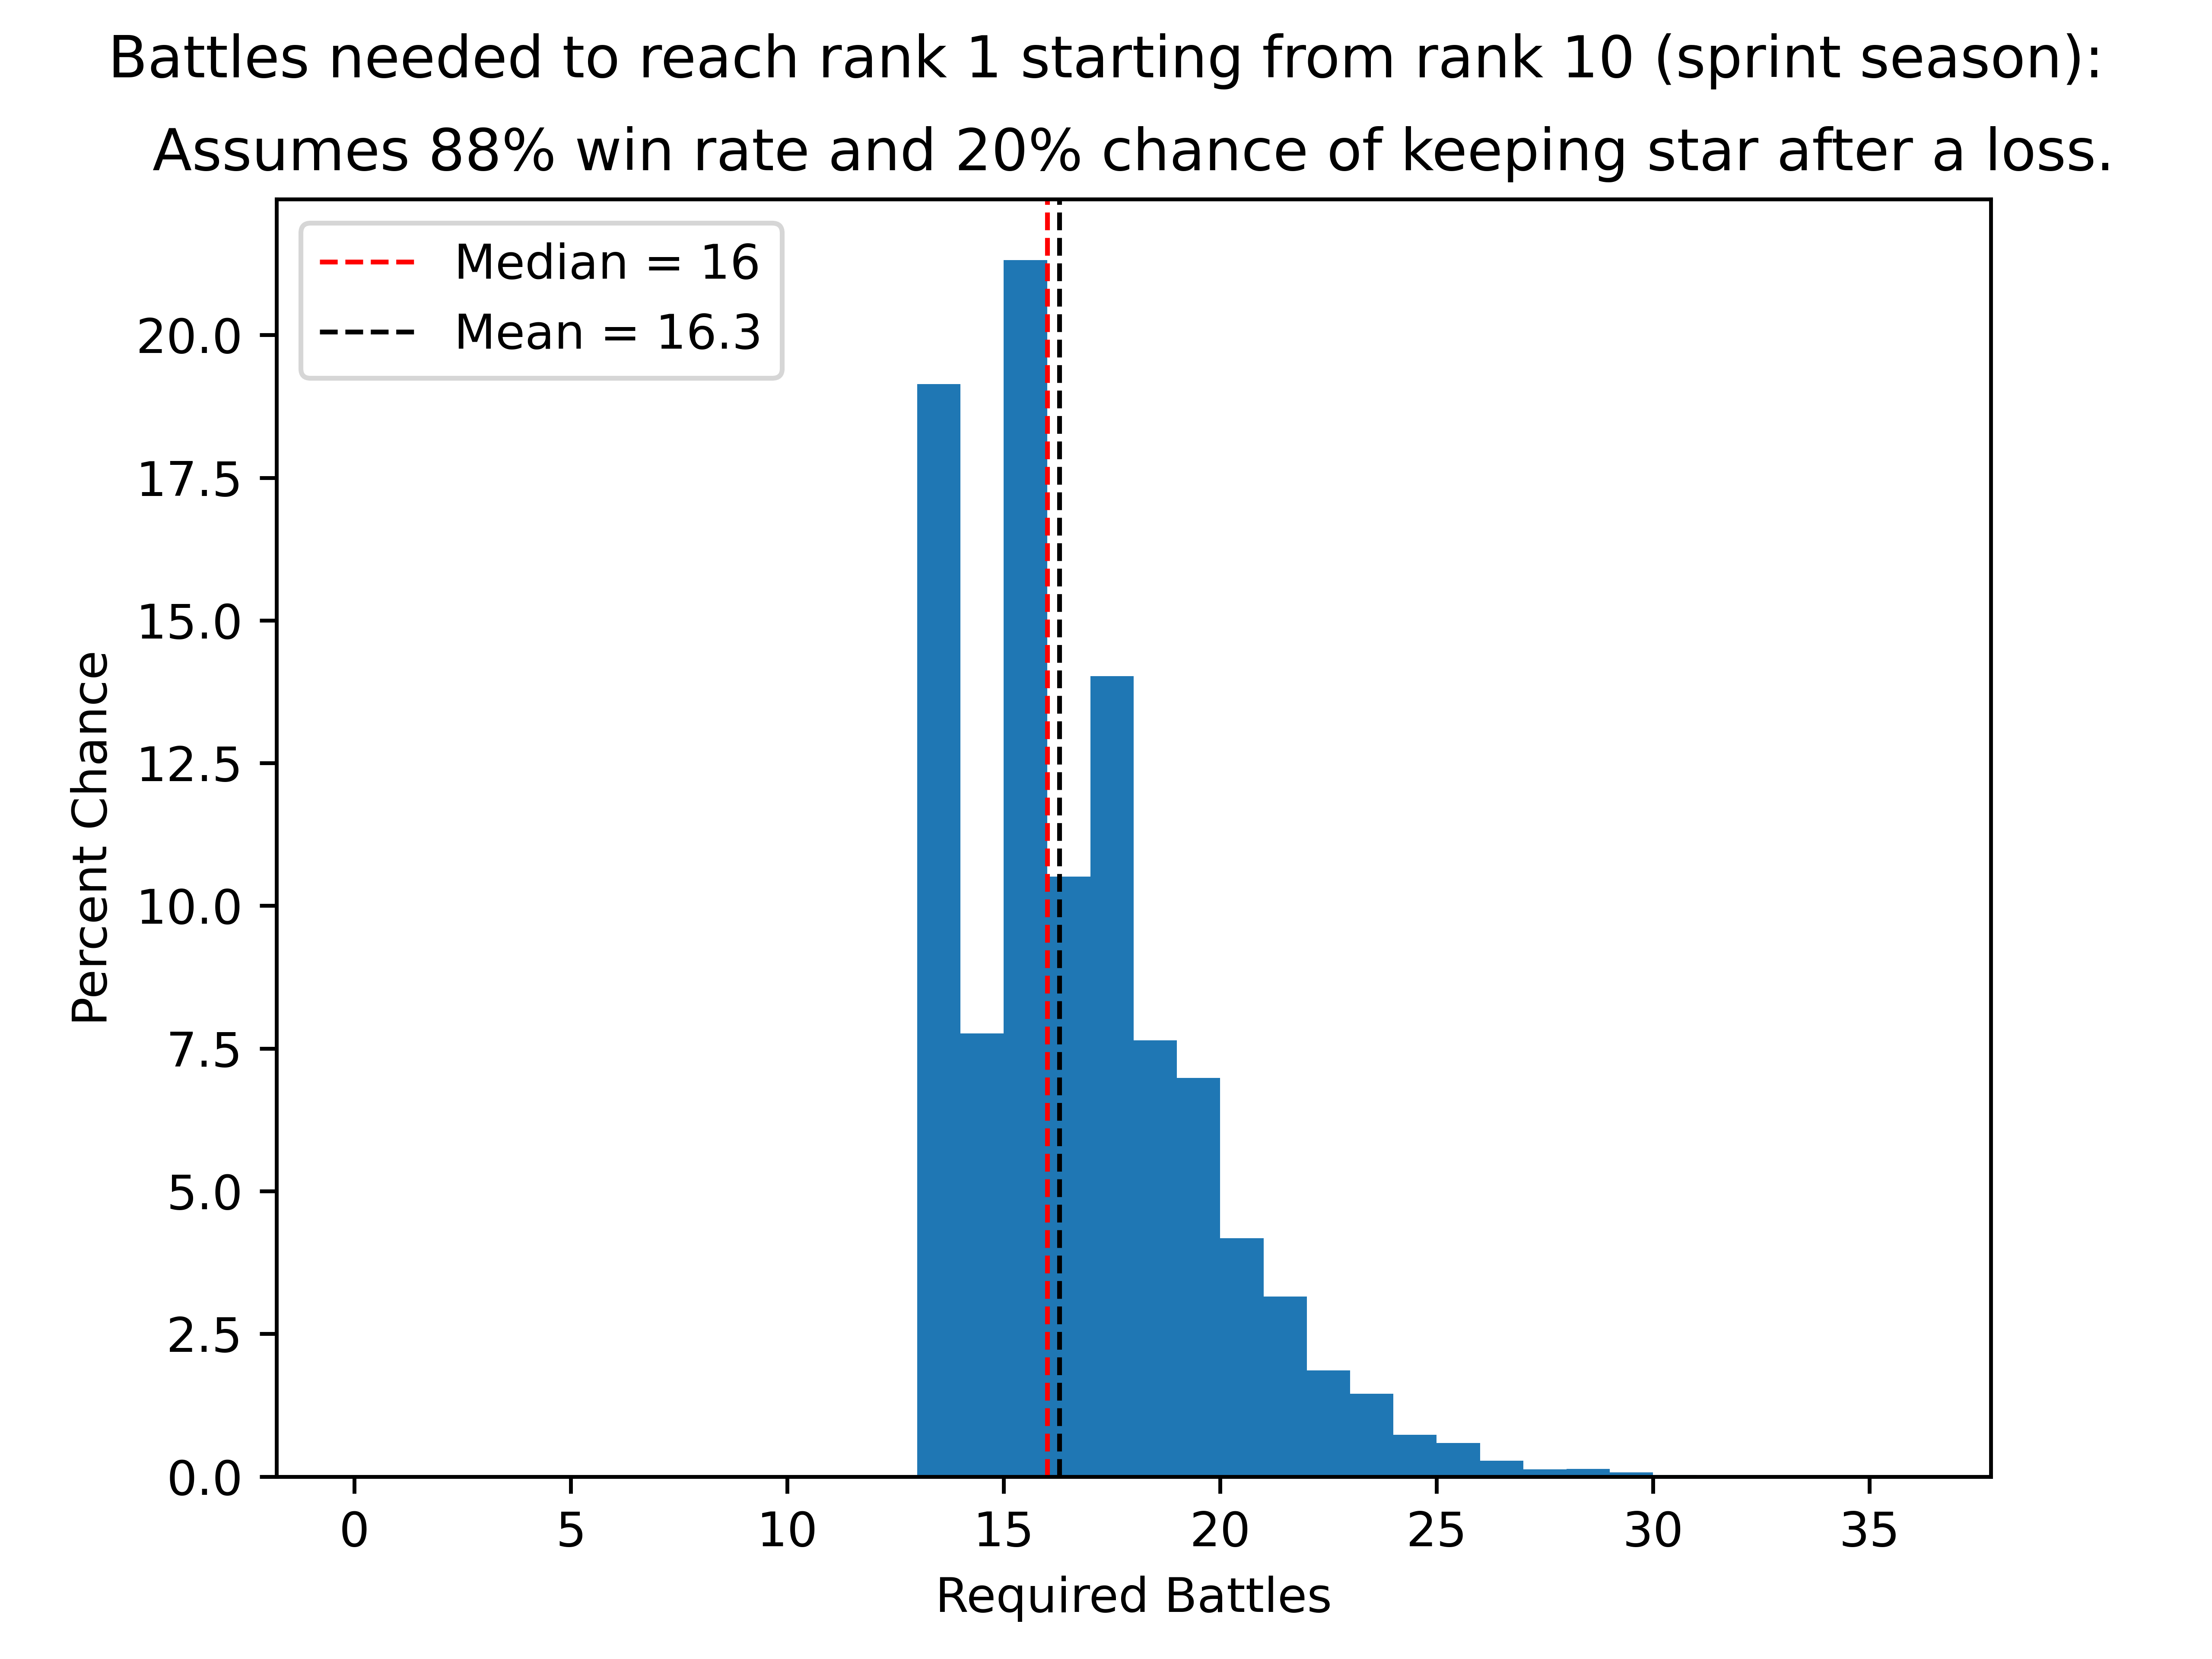 Battles needed to reach rank 1 starting from rank 10 (sprint season):
Assumes 88% win rate and 20% chance of keeping star after a loss.
Median = 16
Mean = 16.3
20.0
17.5
15.0
12.5
10.0
7.5
5.0
2.5
0.0
Percent Chance
0 5 10 15 20 25 30 35
Required Battles